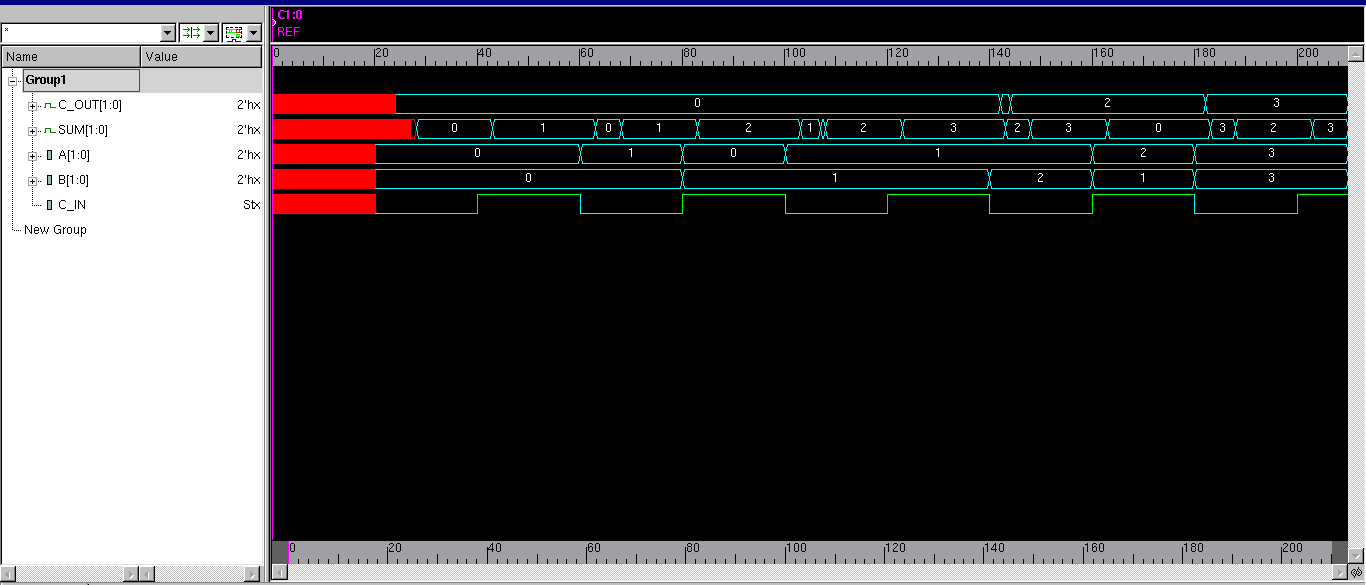 C1:0
REF
*
0 20 40 60 80 100 120 140 160 180 200
Name Value
Group1
C_OUT[1:0] 2'hx 0 2 3
SUM[1:0] 2'hx 0 1 0 1 2 1 2 3 2 3 0 3 2 3
A[1:0] 2'hx 0 1 0 1 2 3
B[1:0] 2'hx 0 1 2 1 3
C_IN Stx
New Group
0 20 40 60 80 100 120 140 160 180 200